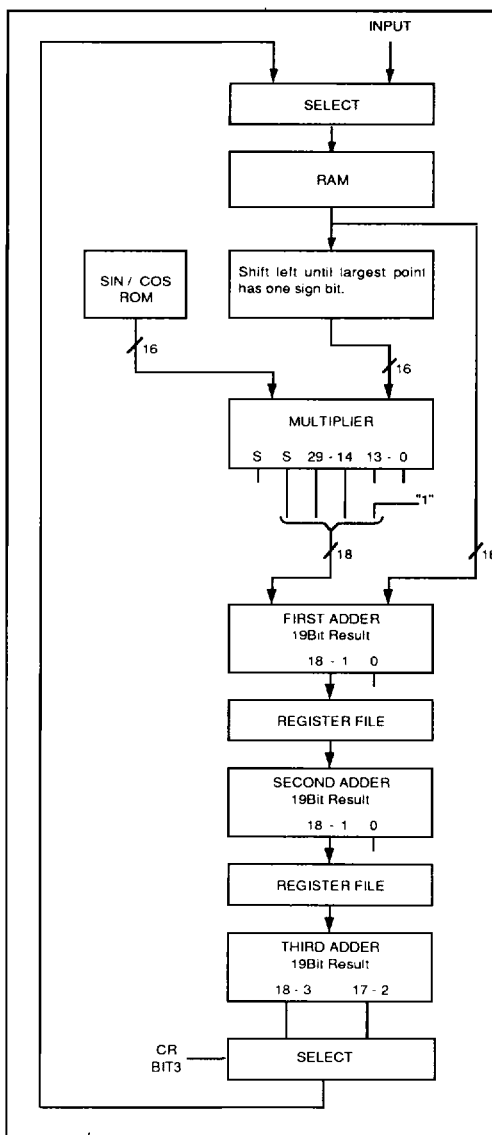 INPUT
SELECT
RAM
SIN / COS
ROM
Shift left until largest point
has one sign bit.
16
16
MULTIPLIER
S S 29 - 14 13 - 0
"1"
18
16
FIRST ADDER
19Bit Result
18 - 1 0
REGISTER FILE
SECOND ADDER
19Bit Result
18 - 1 0
REGISTER FILE
THIRD ADDER
19Bit Result
18 - 3 17 - 2
CR
BIT3
SELECT